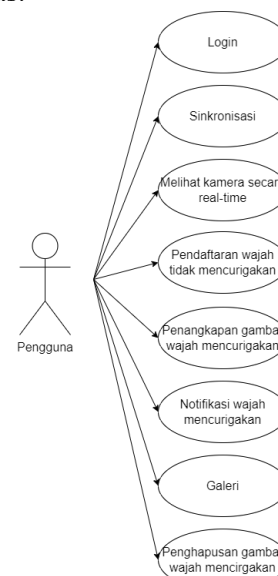 Login
Sinkronisasi
Melihat kamera secar
real-time
Pendaftaran wajah
tidak mencurigakan
Penangkapan gamba
wajah mencurigakan
Pengguna
Notifikasi wajah
mencurigakan
Galeri
Penghapusan gamba
wajah mencirgakan